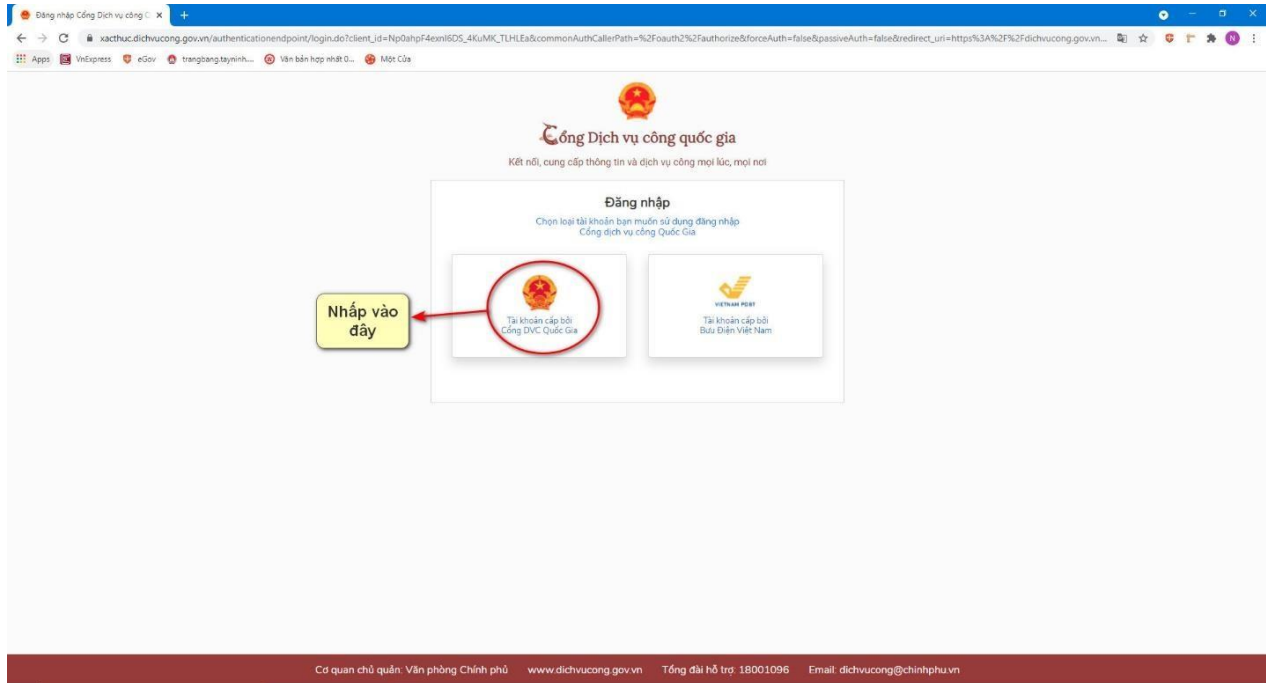 Đăng nhập Cổng Dịch vụ công C
xacthuc.dichvucong.gov.vn/authenticationendpoint/login.do?client_id=Np0ahpF4exnI6DS_4KuMK_TLHLEa&commonAuthCallerPath=%2Foauth2%2Fauthorize&forceAuth=false&passiveAuth=false&redirect_uri=https%3A%2F%2Fdichvucong.gov.vn...
N
Apps VnExpress eGov trangbang.tayninh.... Văn bản hợp nhất 0... Một Cửa
Cổng Dịch vụ công quốc gia
Kết nối, cung cấp thông tin và dịch vụ công mọi lúc, mọi nơi
Đăng nhập
Chọn loại tài khoản bạn muốn sử dụng đăng nhập
Cổng dịch vụ công Quốc Gia
Nhấp vào
đây
Tài khoản cấp bởi
Cổng DVC Quốc Gia
VIETNAM POST
Tài khoản cấp bởi
Bưu Điện Việt Nam
Cơ quan chủ quản: Văn phòng Chính phủ www.dichvucong.gov.vn Tổng đài hỗ trợ: 18001096 Email: dichvucong@chinhphu.vn